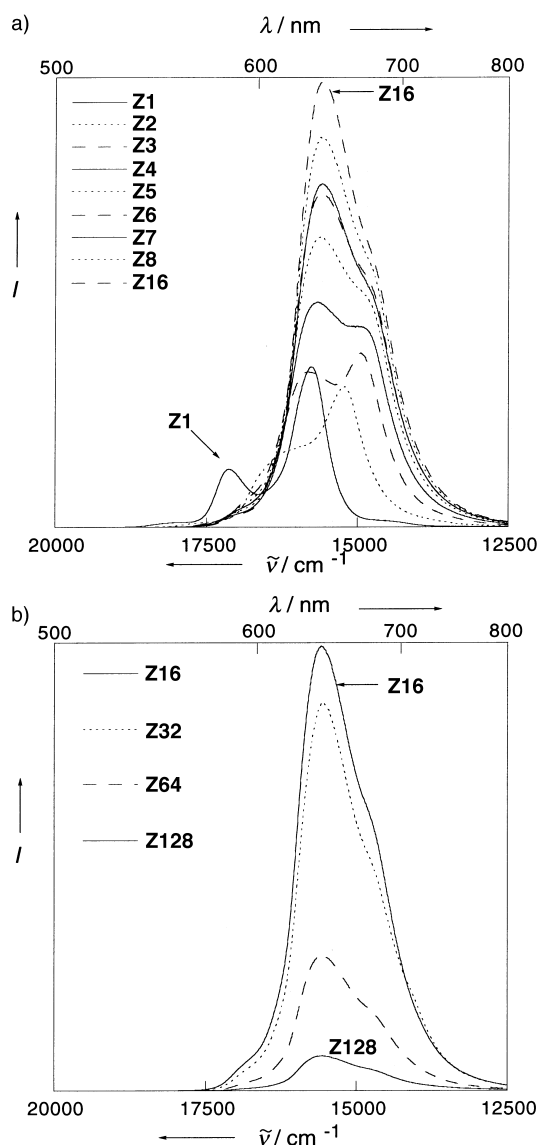 a)
λ / nm
500 600 700 800
Z16
Z1
Z2
Z3
Z4
Z5
Z6
Z7
Z8
Z16
I
Z1
20000 17500 15000 12500
ν̃ / cm⁻¹
b)
λ / nm
500 600 700 800
Z16
Z16
Z32
Z64
Z128
I
Z128
20000 17500 15000 12500
ν̃ / cm⁻¹